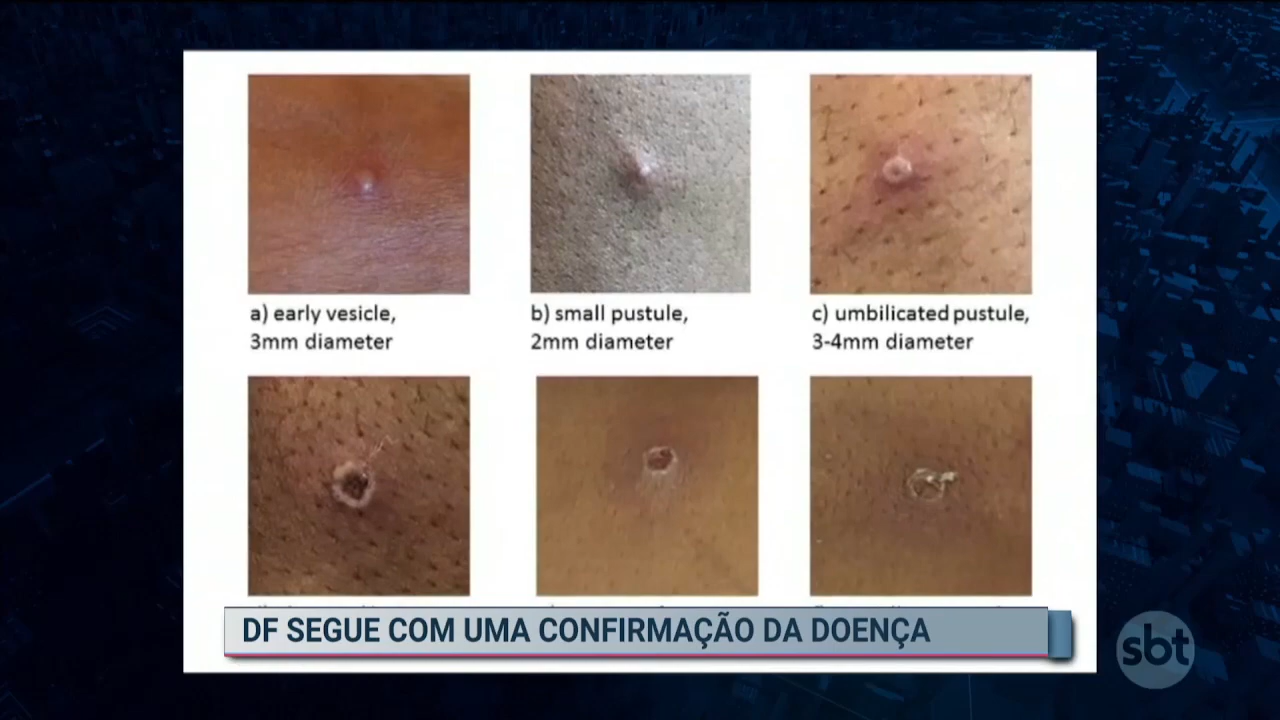 a) early vesicle,
3mm diameter
b) small pustule,
2mm diameter
c) umbilicated pustule,
3-4mm diameter
DF SEGUE COM UMA CONFIRMAÇÃO DA DOENÇA
sbt